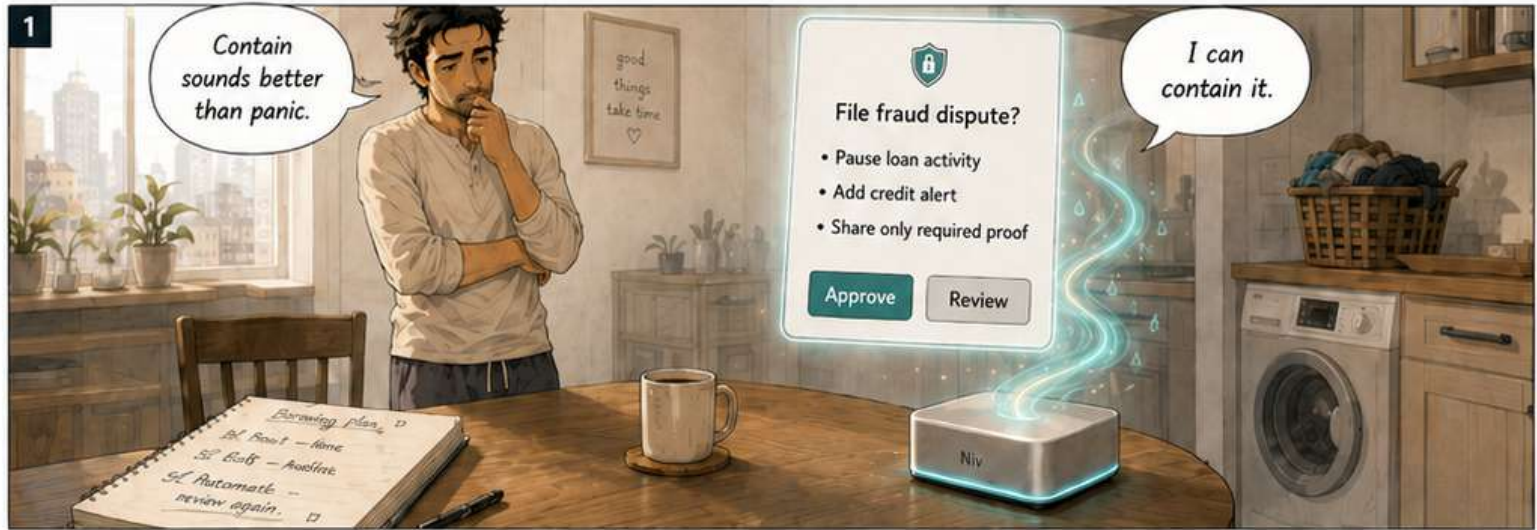 1
Contain
sounds better
than panic.
good
things
take time
File fraud dispute?
• Pause loan activity
• Add credit alert
• Share only required proof
Approve
Review
I can
contain it.
Borrowing plan
review again.
Niv